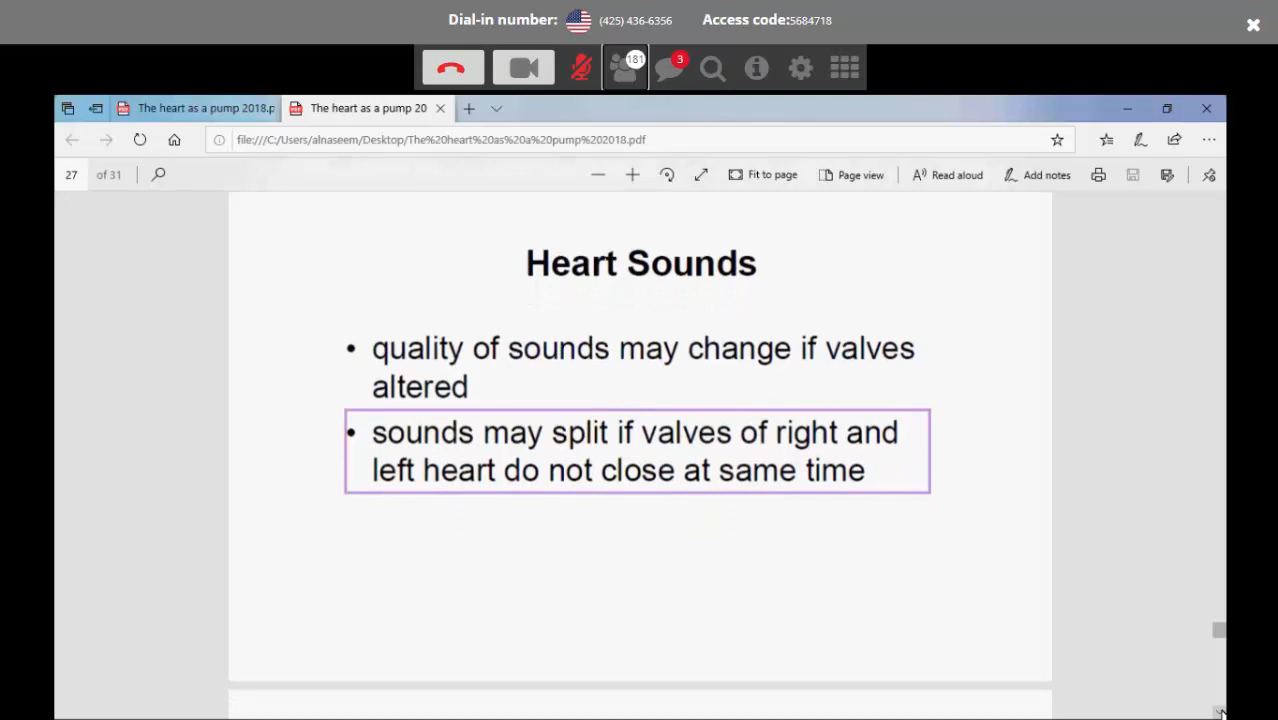 Dial-in number: (425) 436-6356 Access code:5684718
181 3
The heart as a pump 2018.p The heart as a pump 20
file:///C:/Users/alnaseem/Desktop/The%20heart%20as%20a%20pump%202018.pdf
27 of 31 Fit to page Page view Read aloud Add notes
Heart Sounds
• quality of sounds may change if valves
altered
• sounds may split if valves of right and
left heart do not close at same time